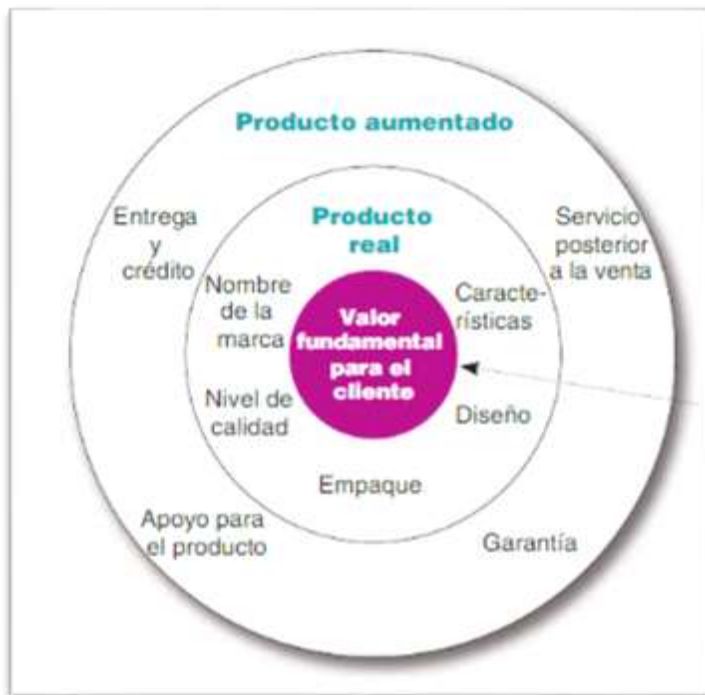 Producto aumentado
Entrega
y
crédito
Producto
real
Servicio
posterior
a la venta
Nombre
de la
marca
Caracte-
rísticas
Valor
fundamental
para el
cliente
Nivel de
calidad
Diseño
Empaque
Apoyo para
el producto
Garantía